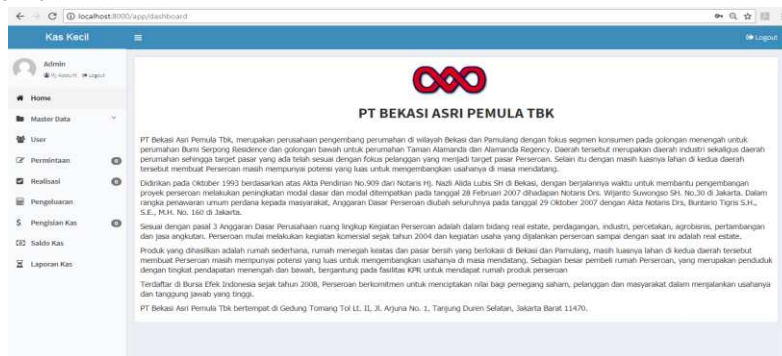 localhost:8000/app/dashboard
Kas Kecil
Logout
Admin
My Account Logout
Home
Master Data
User
Permintaan 0
Realisasi 0
Pengeluaran
Pengisian Kas 0
Saldo Kas
Laporan Kas
PT BEKASI ASRI PEMULA TBK
PT Bekasi Asri Pemula Tbk, merupakan perusahaan pengembang perumahan di wilayah Bekasi dan Pamulang dengan fokus segmen konsumen pada golongan menengah untuk
perumahan Bumi Serpong Residence dan golongan bawah untuk perumahan Taman Alamanda dan Alamanda Regency. Daerah tersebut merupakan daerah industri sekaligus daerah
perumahan sehingga target pasar yang ada telah sesuai dengan fokus pelanggan yang menjadi target pasar Perseroan. Selain itu dengan masih luasnya lahan di kedua daerah
tersebut membuat Perseroan masih mempunyai potensi yang luas untuk mengembangkan usahanya di masa mendatang.
Didirikan pada Oktober 1993 berdasarkan atas Akta Pendirian No.909 dari Notaris Hj. Nazli Alida Lubis SH di Bekasi, dengan berjalannya waktu untuk membantu pengembangan
proyek perseroan melakukan peningkatan modal dasar dan modal ditempatkan pada tanggal 28 Februari 2007 dihadapan Notaris Drs. Wijanto Suwongso SH. No.30 di Jakarta. Dalam
rangka penawaran umum perdana kepada masyarakat, Anggaran Dasar Perseroan diubah seluruhnya pada tanggal 29 Oktober 2007 dengan Akta Notaris Drs, Buntario Tigris S.H.,
S.E., M.H. No. 160 di Jakarta.
Sesuai dengan pasal 3 Anggaran Dasar Perusahaan ruang lingkup Kegiatan Perseroan adalah dalam bidang real estate, perdagangan, industri, percetakan, agrobisnis, pertambangan
dan jasa angkutan. Perseroan mulai melakukan kegiatan komersial sejak tahun 2004 dan kegiatan usaha yang dijalankan perseroan sampai dengan saat ini adalah real estate.
Produk yang dihasilkan adalah rumah sederhana, rumah menegah keatas dan pasar bersih yang berlokasi di Bekasi dan Pamulang, masih luasnya lahan di kedua daerah tersebut
membuat Perseroan masih mempunyai potensi yang luas untuk mengembangkan usahanya di masa mendatang. Sebagian besar pembeli rumah Perseroan, yang merupakan penduduk
dengan tingkat pendapatan menengah dan bawah, bergantung pada fasilitas KPR untuk mendapat rumah produk perseroan
Terdaftar di Bursa Efek Indonesia sejak tahun 2008, Perseroan berkomitmen untuk menciptakan nilai bagi pemegang saham, pelanggan dan masyarakat dalam menjalankan usahanya
dan tanggung jawab yang tinggi.
PT Bekasi Asri Pemula Tbk bertempat di Gedung Tomang Tol Lt. II, Jl. Arjuna No. 1, Tanjung Duren Selatan, Jakarta Barat 11470.